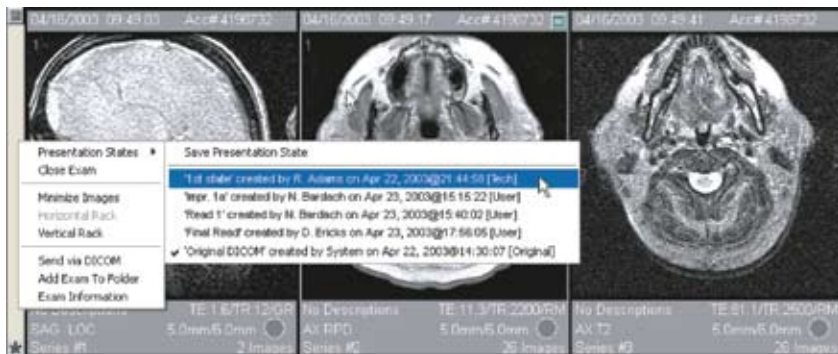 04/16/2003 09:49.03 Acc# 4196732
04/16/2003 09:49.17 Acc# 4196732
04/16/2003 09:49.41 Acc# 4196732
1
1
1
Presentation States
Close Exam
Minimize Images
Horizontal Rack
Vertical Rack
Send via DICOM
Add Exam To Folder
Exam Information
Save Presentation State
'1st state' created by R. Adams on Apr 22, 2003@21:44:58 [Tech]
'Impr. 1a' created by N. Bardach on Apr 23, 2003@15:15:22 [User]
'Read 1' created by N. Bardach on Apr 23, 2003@15:40:02 [User]
'Final Read' created by D. Ericks on Apr 23, 2003@17:56:05 [User]
'Original DICOM' created by System on Apr 22, 2003@14:30:07 [Original]
No Descriptions TE:1.6/TR:12/GR
SAG LOC 5.0mm/5.0mm
Series #1 2 Images
No Descriptions TE:11.3/TR:2200/RM
AX RPD 5.0mm/6.0mm
Series #2 26 Images
No Descriptions TE:81.1/TR:2500/RM
AX T2 5.0mm/6.0mm
Series #3 26 Images